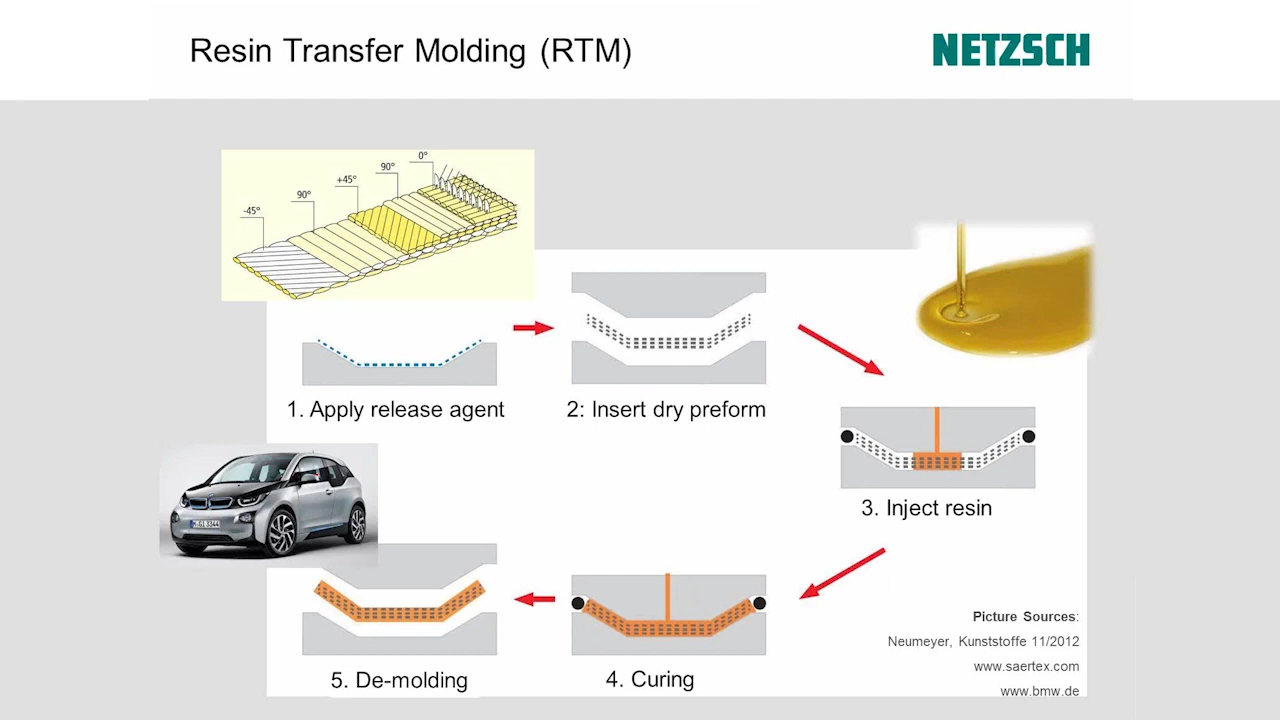 Resin Transfer Molding (RTM)
NETZSCH
-45°
90°
+45°
90°
0°
1. Apply release agent
2: Insert dry preform
3. Inject resin
4. Curing
5. De-molding
Picture Sources:
Neumeyer, Kunststoffe 11/2012
www.saertex.com
www.bmw.de